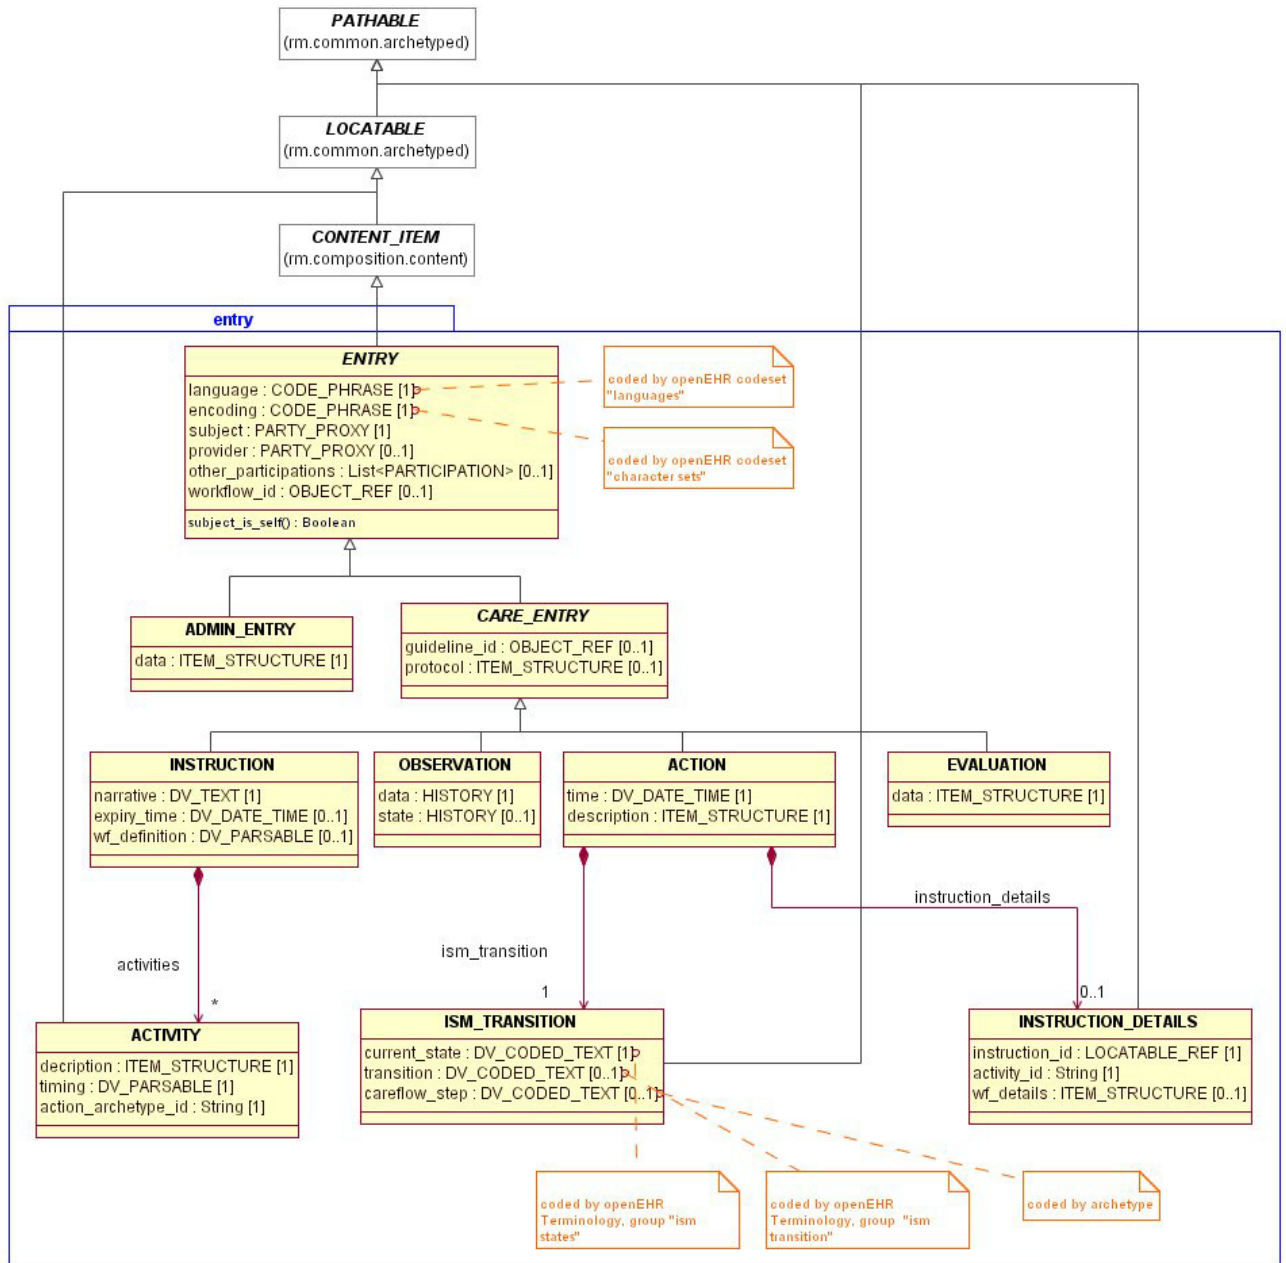 PATHABLE
(rm.common.archetyped)
LOCATABLE
(rm.common.archetyped)
CONTENT_ITEM
(rm.composition.content)
entry
ENTRY
language : CODE_PHRASE [1]
encoding : CODE_PHRASE [1]
subject : PARTY_PROXY [1]
provider : PARTY_PROXY [0..1]
other_participations : List<PARTICIPATION> [0..1]
workflow_id : OBJECT_REF [0..1]
subject_is_self() : Boolean
coded by openEHR codeset
"languages"
coded by openEHR codeset
"character sets"
ADMIN_ENTRY
data : ITEM_STRUCTURE [1]
CARE_ENTRY
guideline_id : OBJECT_REF [0..1]
protocol : ITEM_STRUCTURE [0..1]
INSTRUCTION
narrative : DV_TEXT [1]
expiry_time : DV_DATE_TIME [0..1]
wf_definition : DV_PARSABLE [0..1]
OBSERVATION
data : HISTORY [1]
state : HISTORY [0..1]
ACTION
time : DV_DATE_TIME [1]
description : ITEM_STRUCTURE [1]
EVALUATION
data : ITEM_STRUCTURE [1]
activities
*
ism_transition
1
instruction_details
0..1
ACTIVITY
decription : ITEM_STRUCTURE [1]
timing : DV_PARSABLE [1]
action_archetype_id : String [1]
ISM_TRANSITION
current_state : DV_CODED_TEXT [1]
transition : DV_CODED_TEXT [0..1]
careflow_step : DV_CODED_TEXT [0..1]
INSTRUCTION_DETAILS
instruction_id : LOCATABLE_REF [1]
activity_id : String [1]
wf_details : ITEM_STRUCTURE [0..1]
coded by openEHR
Terminology, group "ism
states"
coded by openEHR
Terminology, group "ism
transition"
coded by archetype